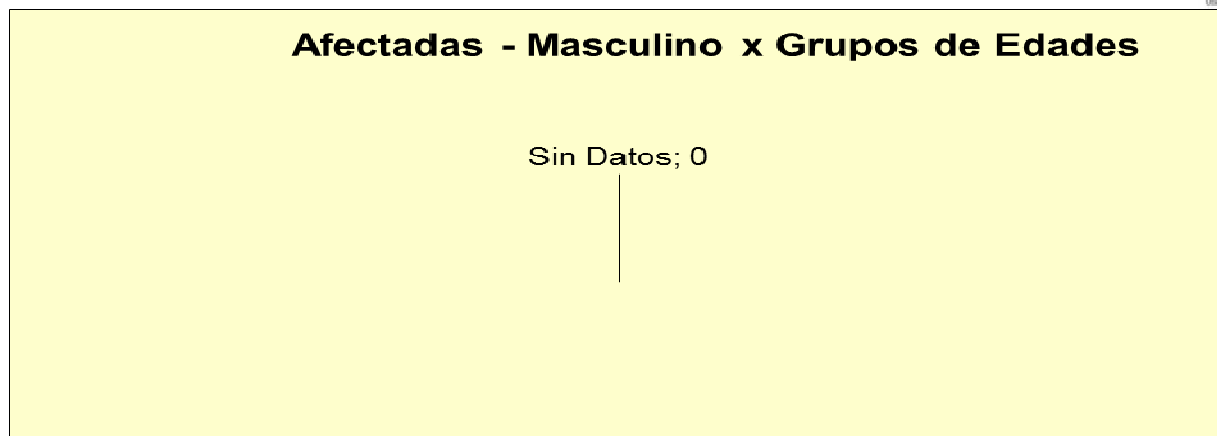 Afectadas - Masculino x Grupos de Edades
Sin Datos; 0